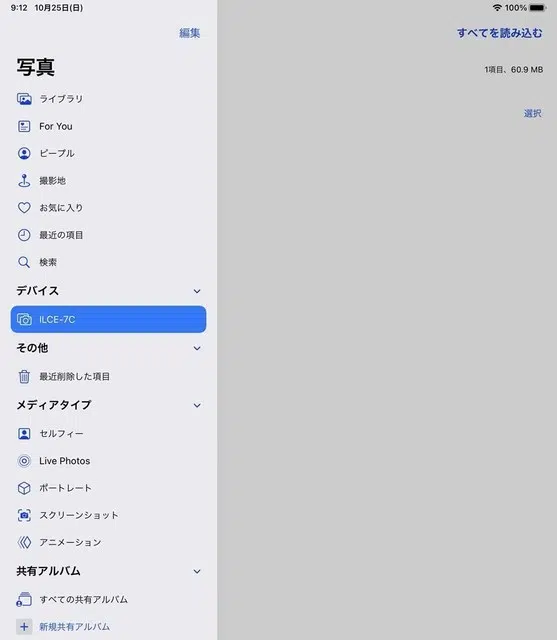 9:12 10月25日(日)
100%
編集
すべてを読み込む
写真
1項目、60.9 MB
選択
ライブラリ
For You
ピープル
撮影地
お気に入り
最近の項目
検索
デバイス
ILCE-7C
その他
最近削除した項目
メディアタイプ
セルフィー
Live Photos
ポートレート
スクリーンショット
アニメーション
共有アルバム
すべての共有アルバム
新規共有アルバム